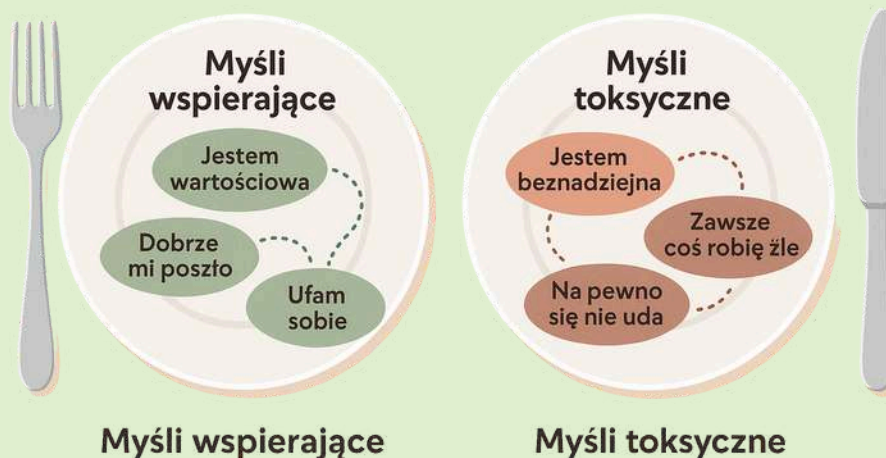 Myśli
wspierające
Jestem
wartościowa
Dobrze
mi poszło
Ufam
sobie
Myśli
toksyczne
Jestem
beznadziejna
Zawsze
coś robię źle
Na pewno
się nie uda
Myśli wspierające
Myśli toksyczne